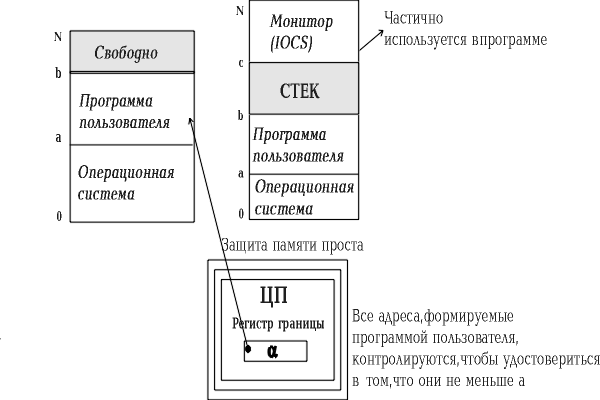 N
Свободно
b
Программа
пользователя
a
Операционная
система
0
N
Монитор
(IOCS)
Частично
используется впрограмме
c
СТЕК
b
Программа
пользователя
a
Операционная
система
0
Защита памяти проста
ЦП
Регистр границы
α
Все адреса,формируемые
программой пользователя,
контролируются,чтобы удостовериться
в том,что они не меньше a